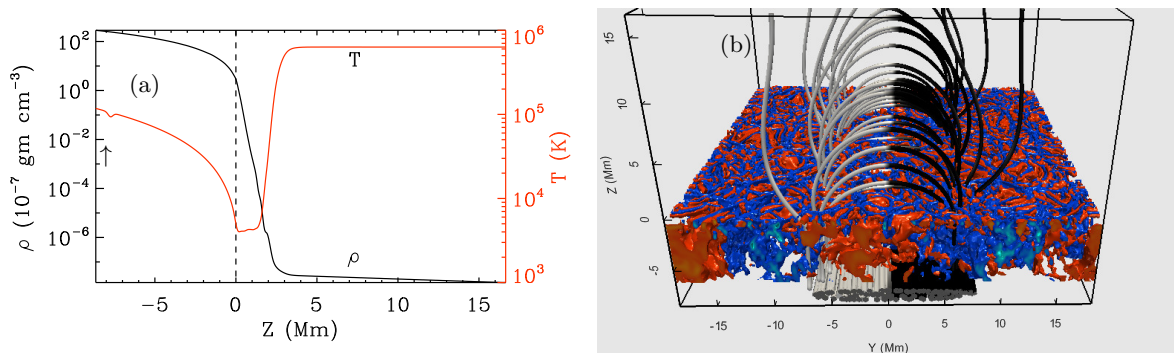 10² 10⁰ 10⁻² 10⁻⁴ 10⁻⁶
ρ (10⁻⁷ gm cm⁻³)
(a)
↑
T
ρ
10⁶ 10⁵ 10⁴ 10³
T (K)
−5 0 5 10 15
Z (Mm)
(b)
15 10 5 0 -5
Z (Mm)
-15 -10 -5 0 5 10 15
Y (Mm)